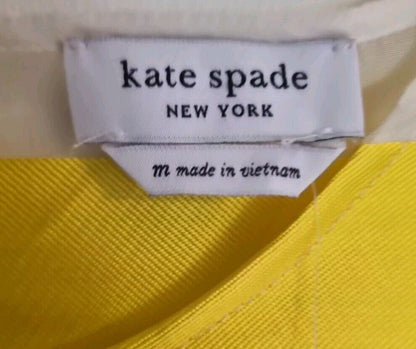 kate spade
NEW YORK
m made in vietnam